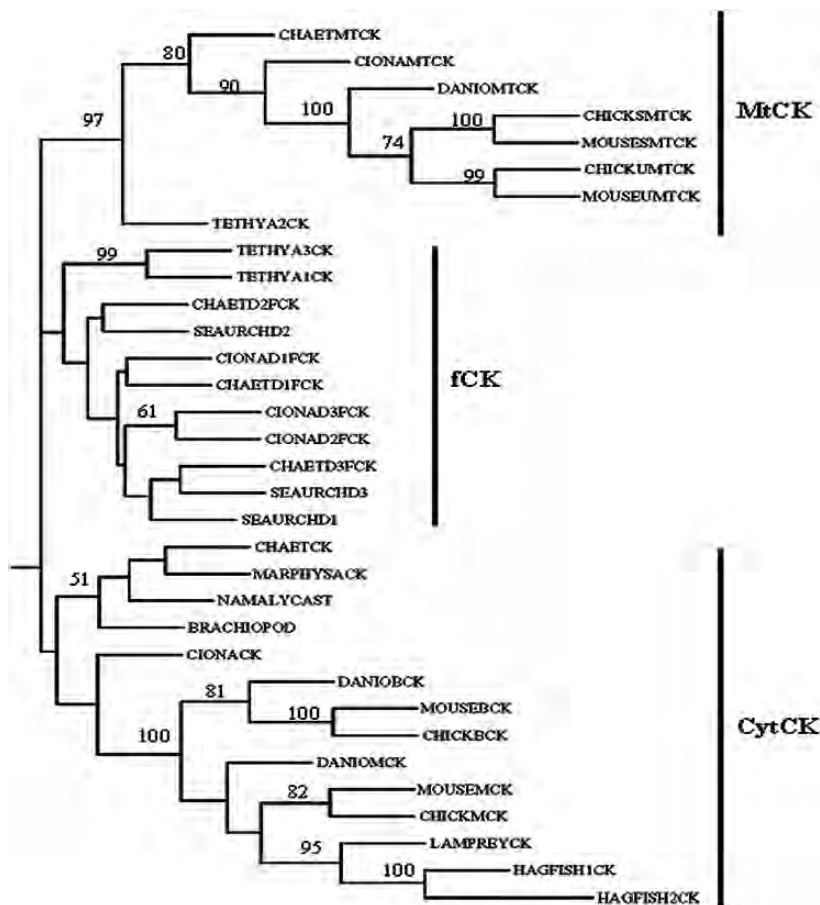 CHAETMTCK
80
CIONAMTCK
90
DANIOMTCK
100
CHICKSMTCK
100
MtCK
97
74
MOUSESMTCK
CHICKUMTCK
99
MOUSEUMTCK
TETHYA2CK
TETHYA3CK
99
TETHYA1CK
CHAETD2FCK
SEAURCHD2
CIONAD1FCK
fCK
CHAETD1FCK
61
CIONAD3FCK
CIONAD2FCK
CHAETD3FCK
SEAURCHD3
SEAURCHD1
CHAETCK
51
MARPHYSACK
NAMALYCAST
BRACHIOPOD
CIONACK
DANIOBCK
81
MOUSEBCK
100
CHICKBCK
CytCK
100
DANIOMCK
MOUSEMCK
82
CHICKMCK
LAMPREYCK
95
HAGFISH1CK
100
HAGFISH2CK